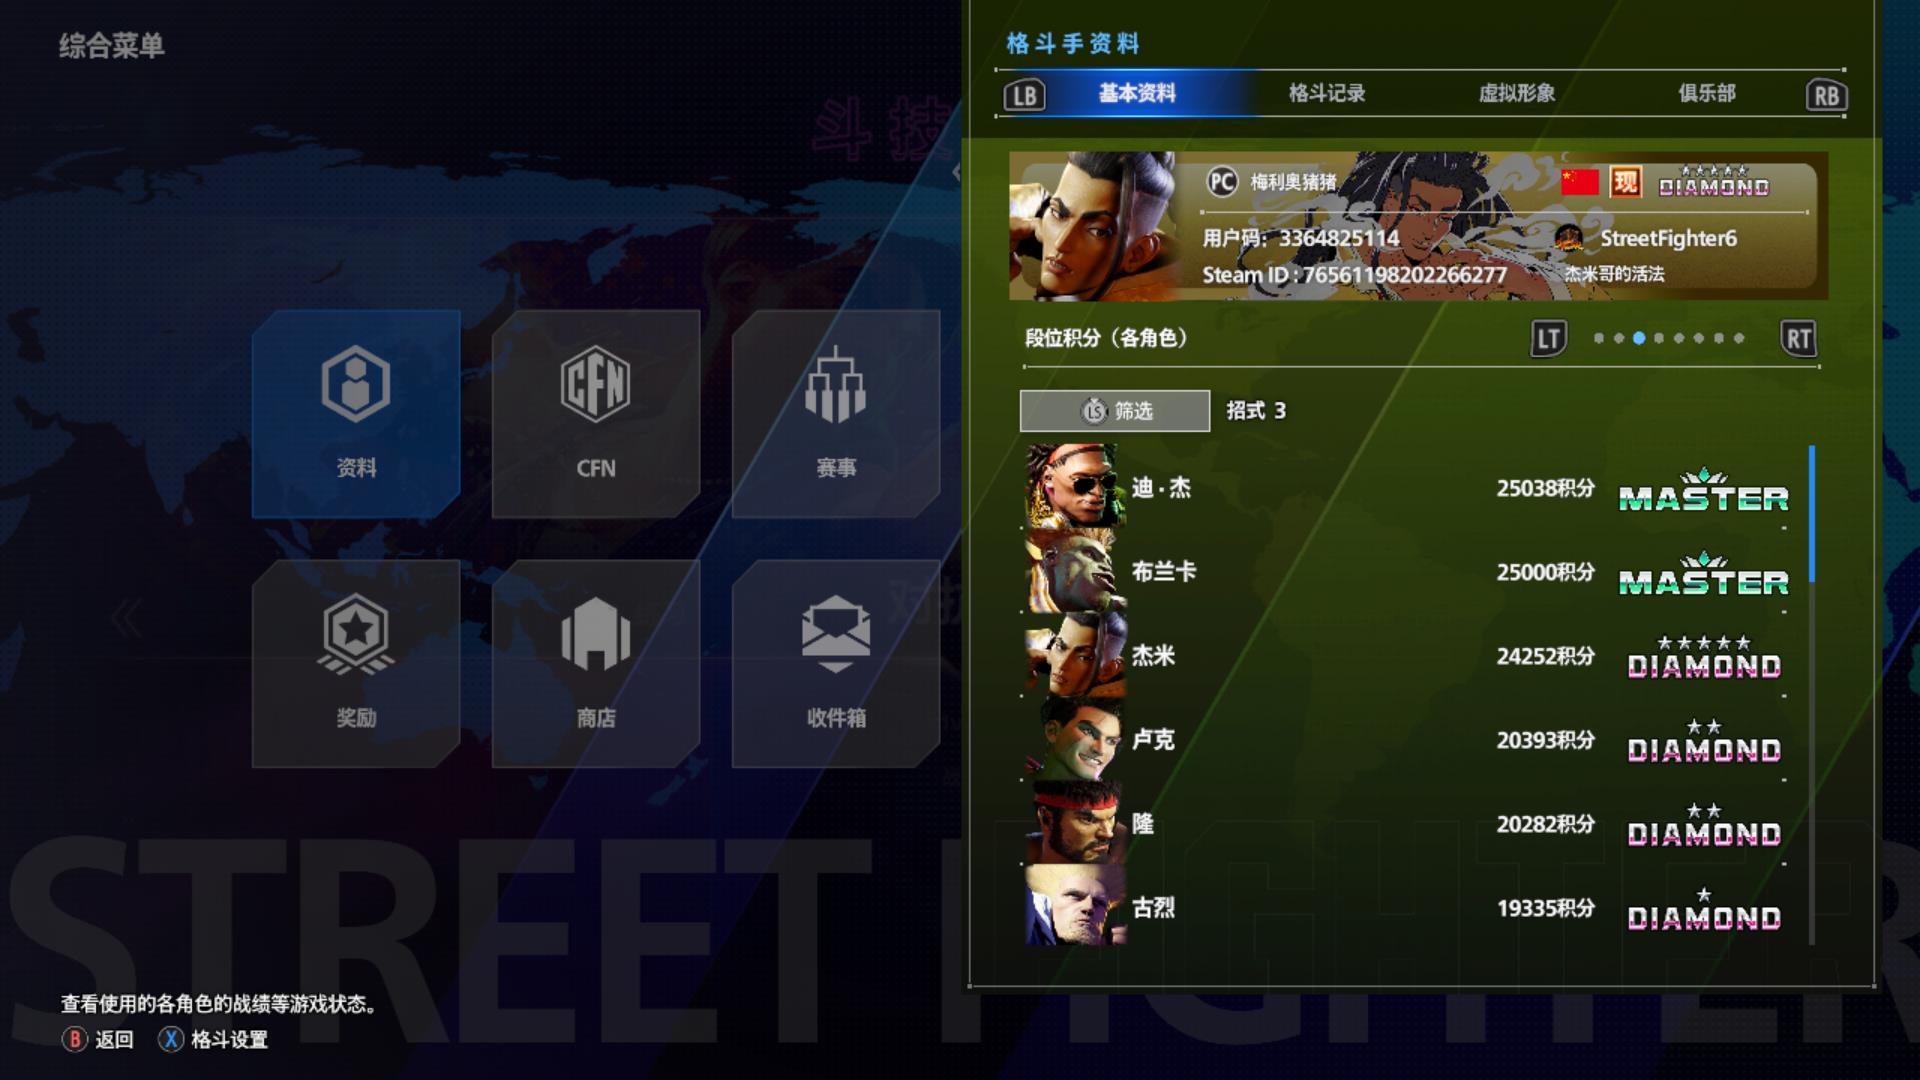 综合菜单
斗技
资料
CFN
CFN
赛事
奖励
商店
收件箱
STREET FIGHTER
查看使用的各角色的战绩等游戏状态。
B 返回 X 格斗设置
格斗手资料
LB 基本资料 格斗记录 虚拟形象 俱乐部 RB
PC 梅利奥猪猪 现 DIAMOND
用户码: 3364825114 StreetFighter6
Steam ID : 76561198202266277 杰米哥的活法
段位积分（各角色） LT RT
LS 筛选 招式 3
迪·杰 25038积分 MASTER
布兰卡 25000积分 MASTER
杰米 24252积分 DIAMOND
卢克 20393积分 DIAMOND
隆 20282积分 DIAMOND
古烈 19335积分 DIAMOND